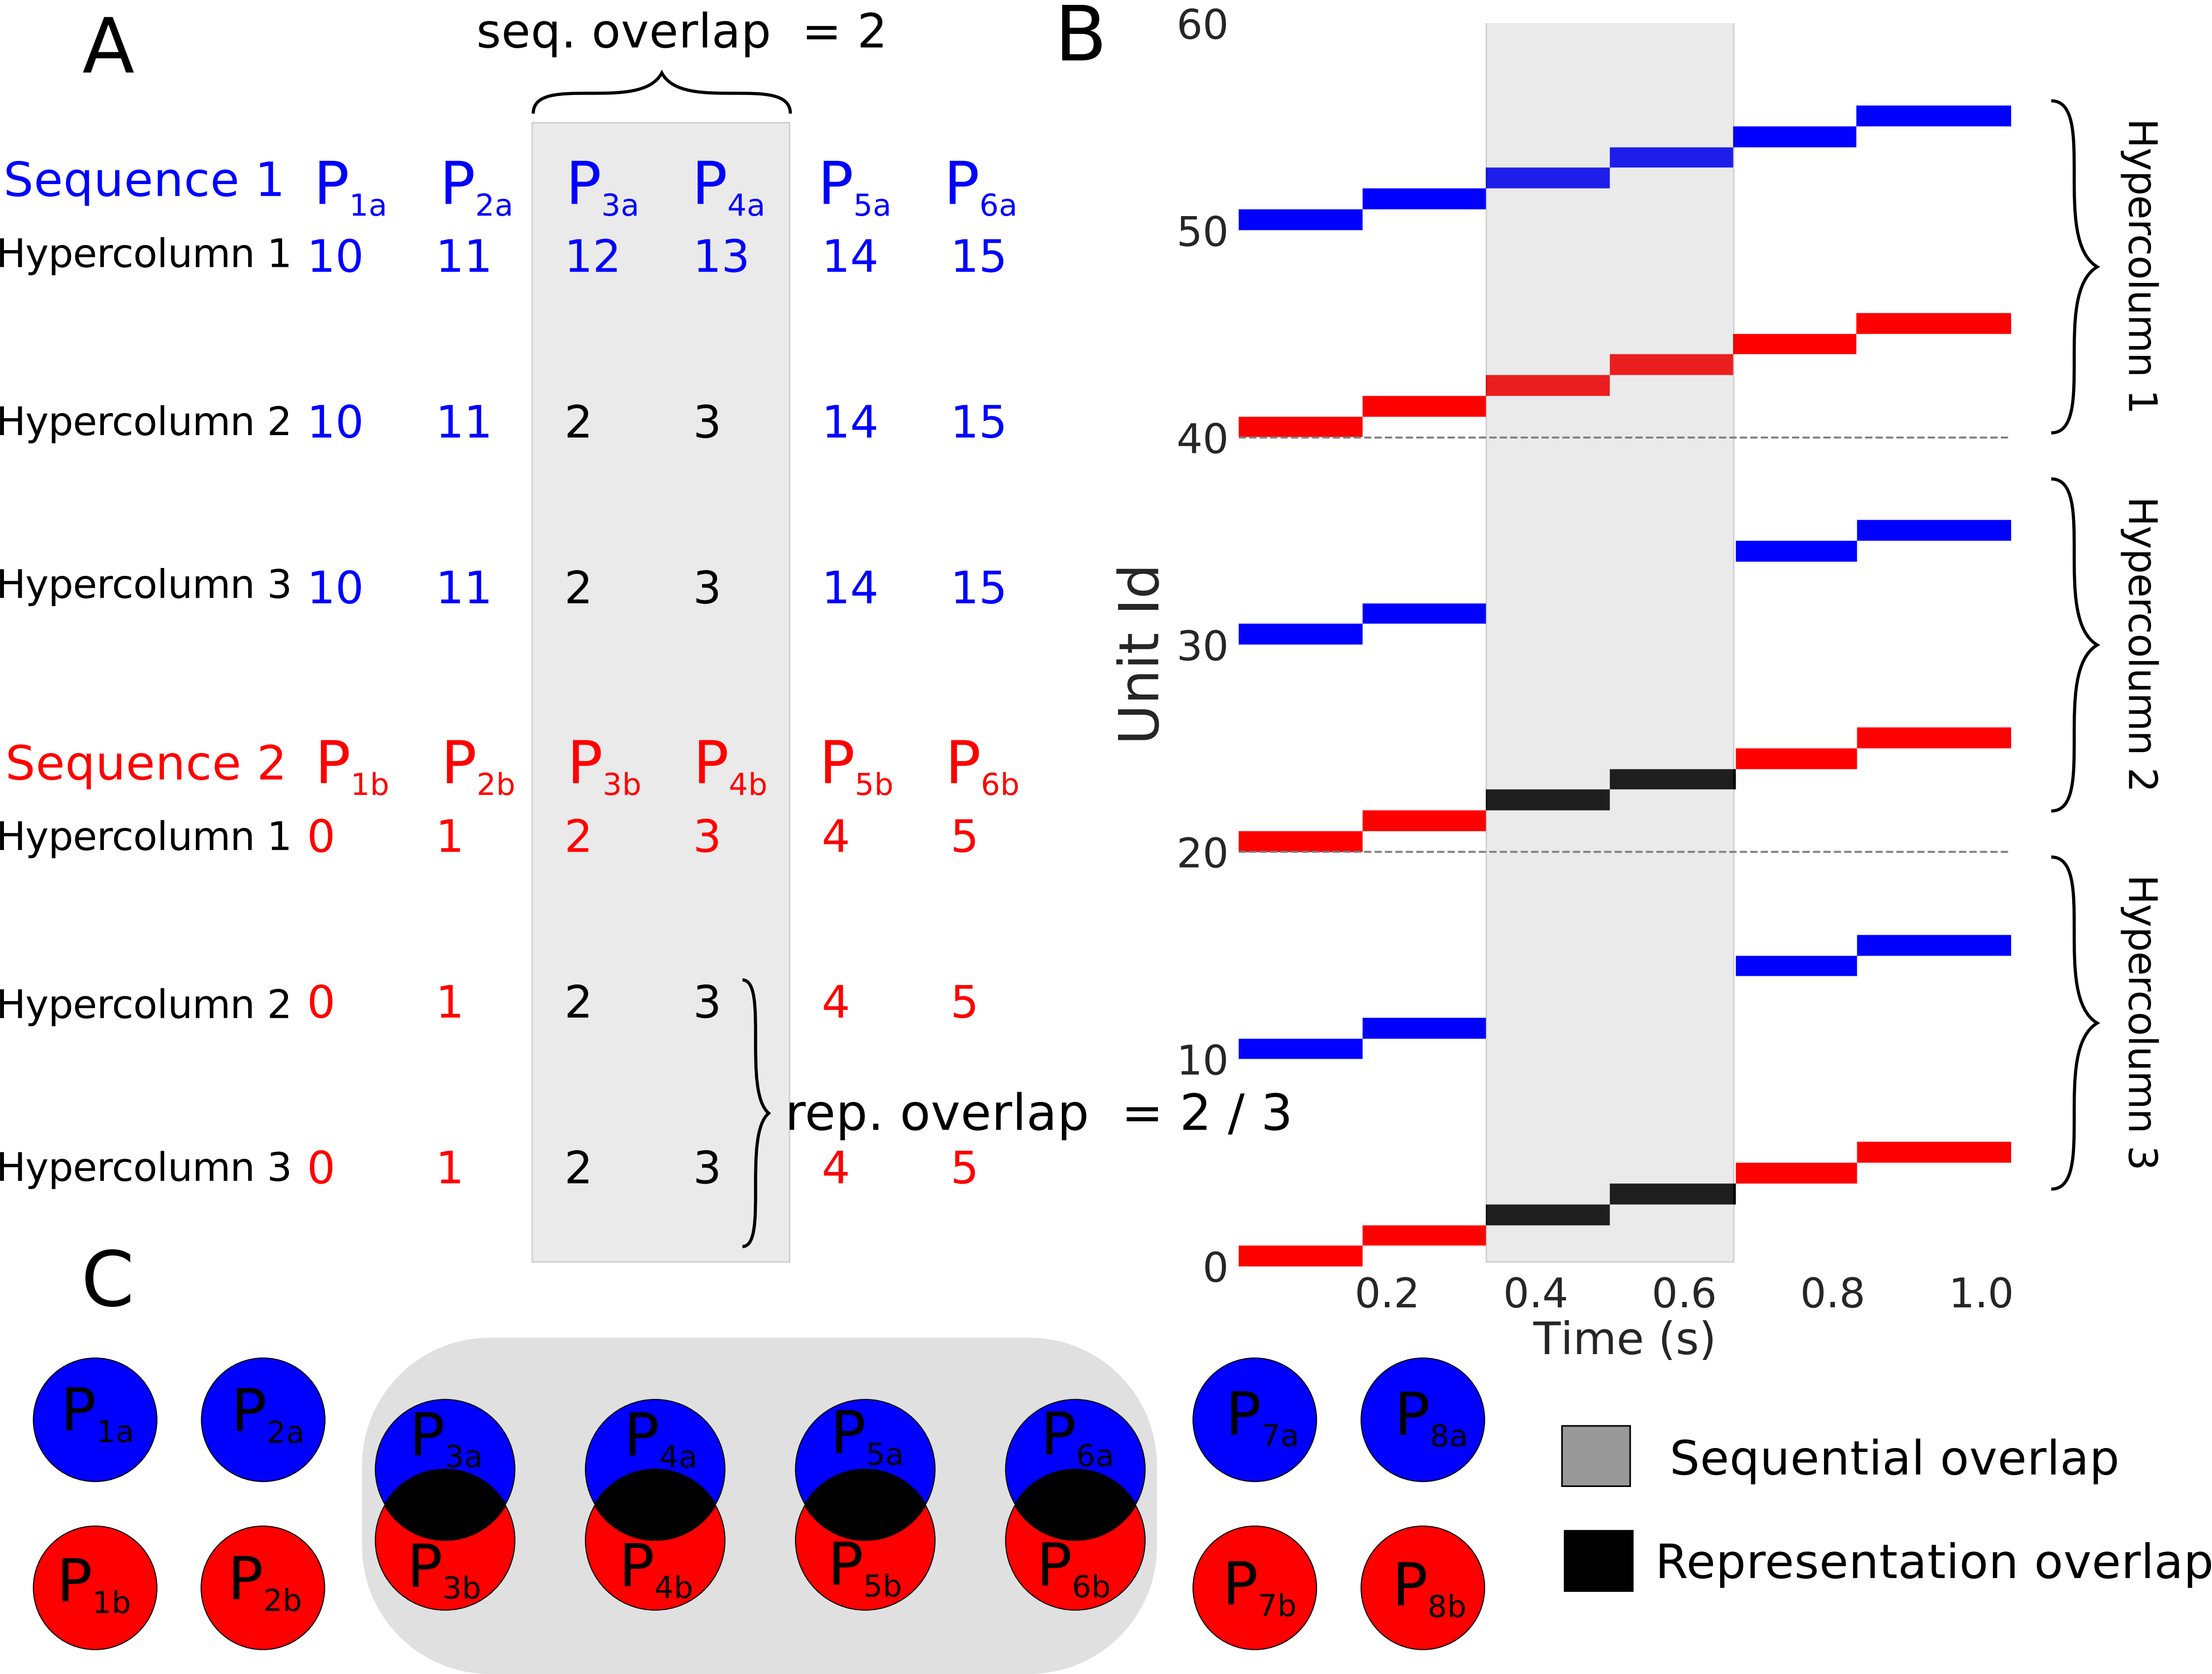 A
seq. overlap = 2
Sequence 1 P1a P2a P3a P4a P5a P6a
Hypercolumn 1 10 11 12 13 14 15
Hypercolumn 2 10 11 2 3 14 15
Hypercolumn 3 10 11 2 3 14 15
Sequence 2 P1b P2b P3b P4b P5b P6b
Hypercolumn 1 0 1 2 3 4 5
Hypercolumn 2 0 1 2 3 4 5
rep. overlap = 2 / 3
Hypercolumn 3 0 1 2 3 4 5
B
60
50
40
30
20
10
0
Unit Id
0.2 0.4 0.6 0.8 1.0
Time (s)
Hypercolumn 1
Hypercolumn 2
Hypercolumn 3
C
P1a P2a P3a P4a P5a P6a P7a P8a
P1b P2b P3b P4b P5b P6b P7b P8b
Sequential overlap
Representation overlap